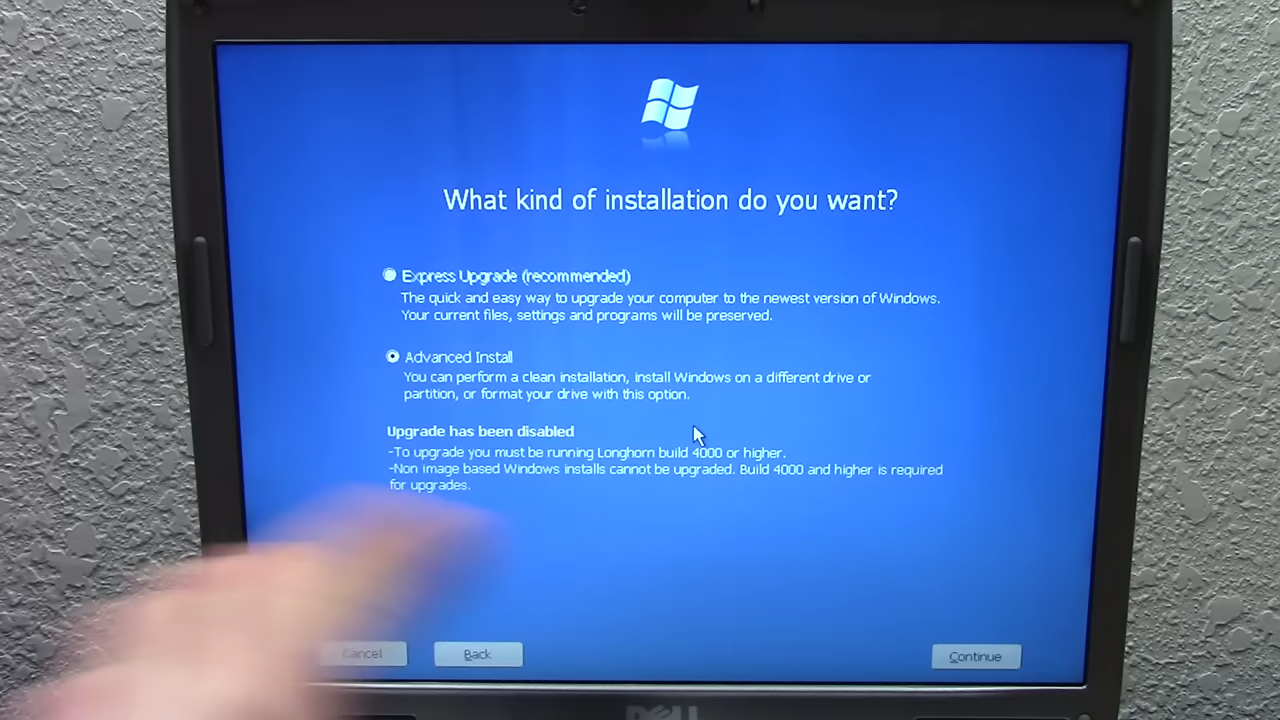 What kind of installation do you want?
Express Upgrade (recommended)
The quick and easy way to upgrade your computer to the newest version of Windows.
Your current files, settings and programs will be preserved.
Advanced Install
You can perform a clean installation, install Windows on a different drive or
partition, or format your drive with this option.
Upgrade has been disabled
-To upgrade you must be running Longhorn build 4000 or higher.
-Non image based Windows installs cannot be upgraded. Build 4000 and higher is required
for upgrades.
Cancel
Back
Continue
DELL